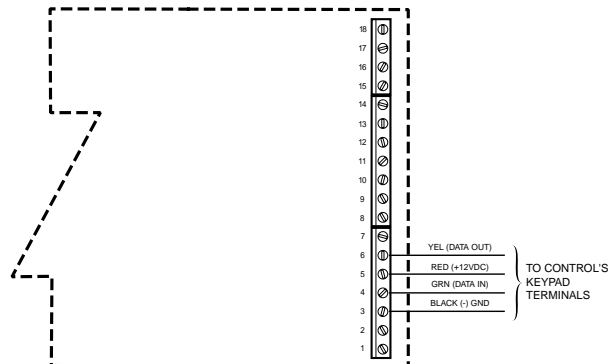 18
17
16
15
14
13
12
11
10
9
8
7
6
5
4
3
2
1
YEL (DATA OUT)
RED (+12VDC)
GRN (DATA IN)
BLACK (-) GND
TO CONTROL'S
KEYPAD
TERMINALS